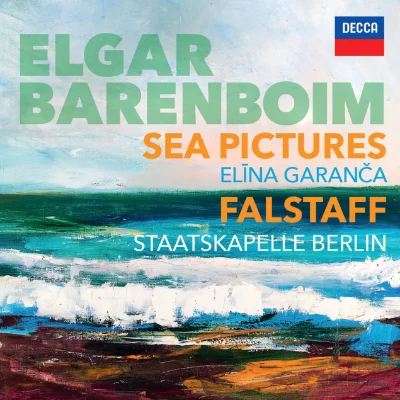 DECCA
ELGAR
BARENBOIM
SEA PICTURES
ELĪNA GARANČA
FALSTAFF
STAATSKAPELLE BERLIN